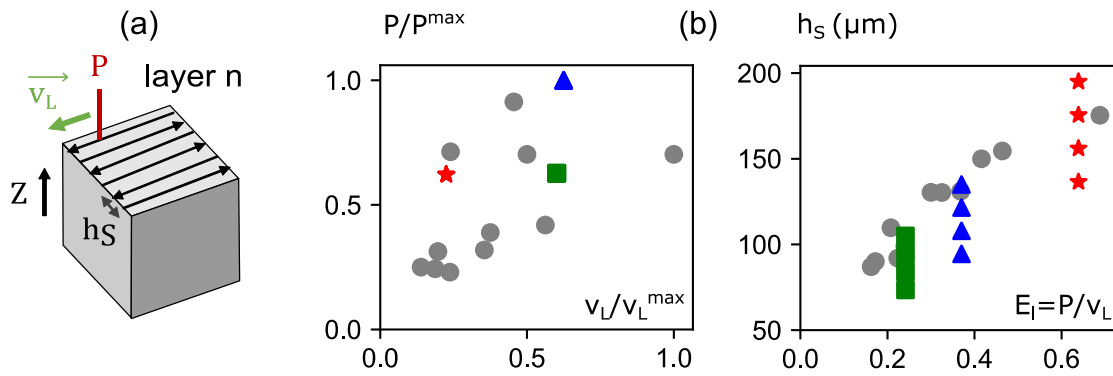 (a)
P
v_L
layer n
Z
h_S
(b)
P/P^max
1.0
0.5
0.0
0.0
0.5
1.0
v_L/v_L^max
h_S (μm)
200
150
100
50
0.0
0.2
0.4
0.6
E_l=P/v_L